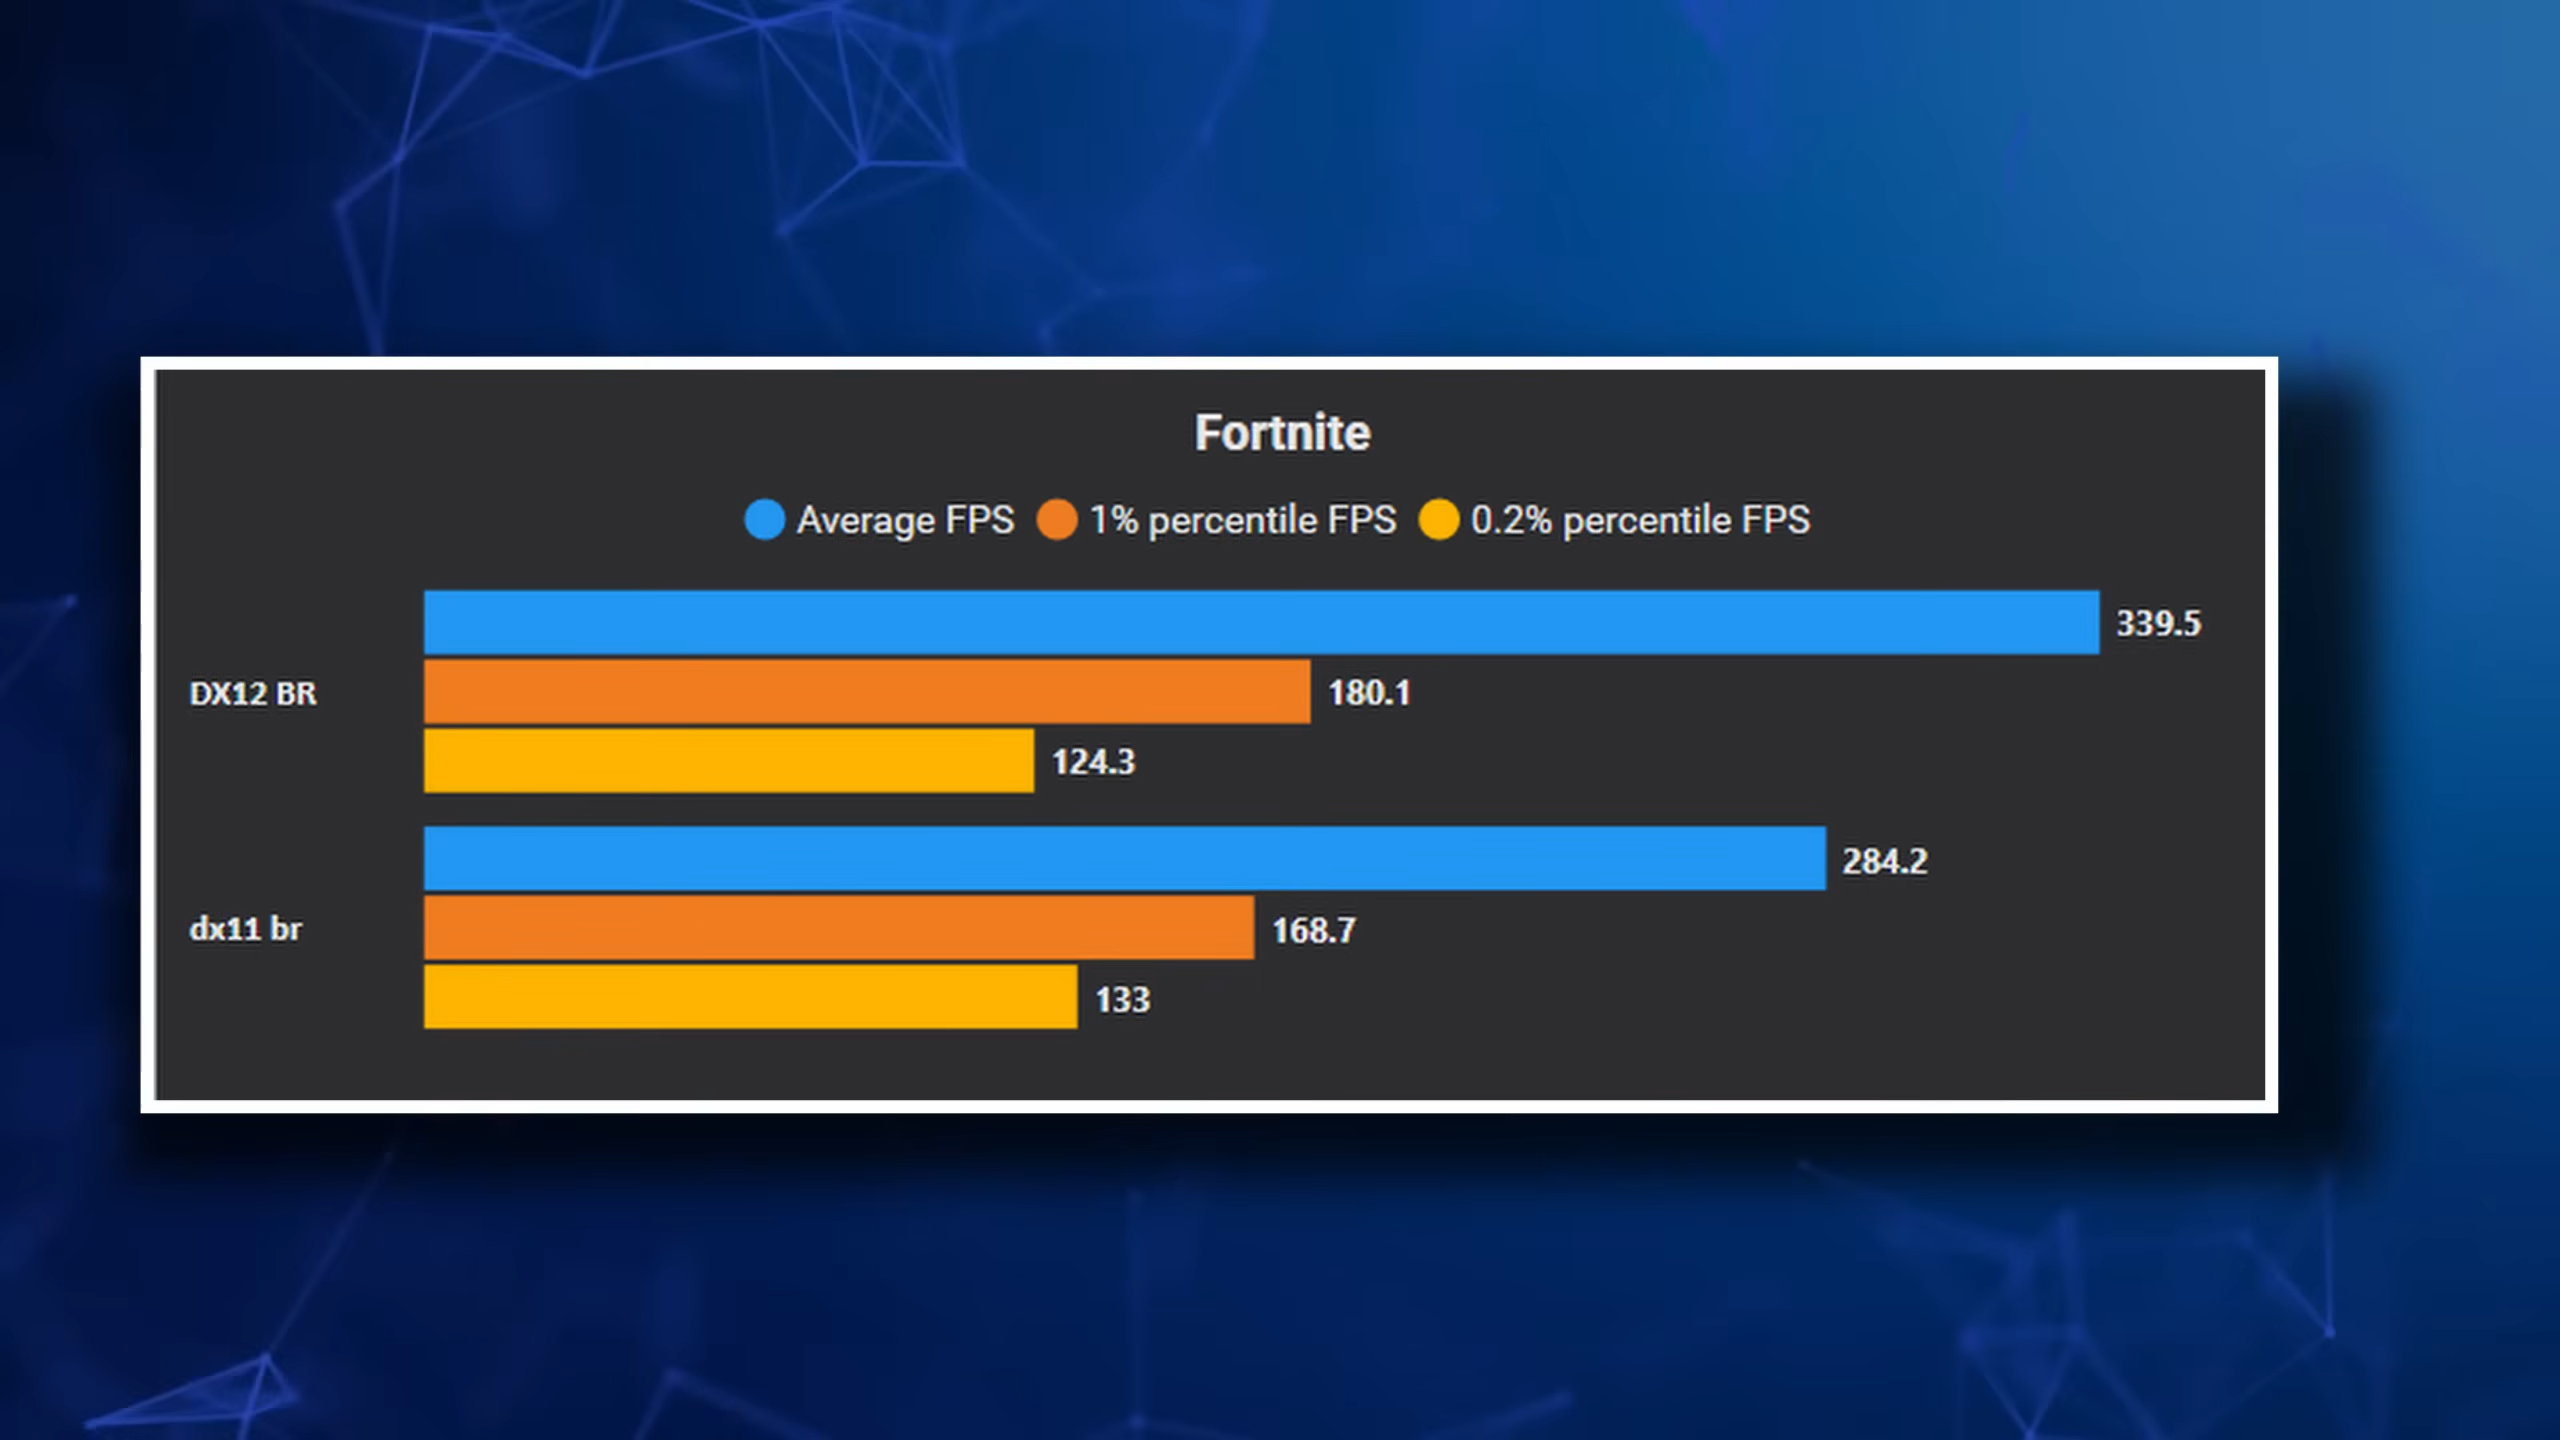 Fortnite
Average FPS 1% percentile FPS 0.2% percentile FPS
339.5
DX12 BR 180.1
124.3
284.2
dx11 br 168.7
133